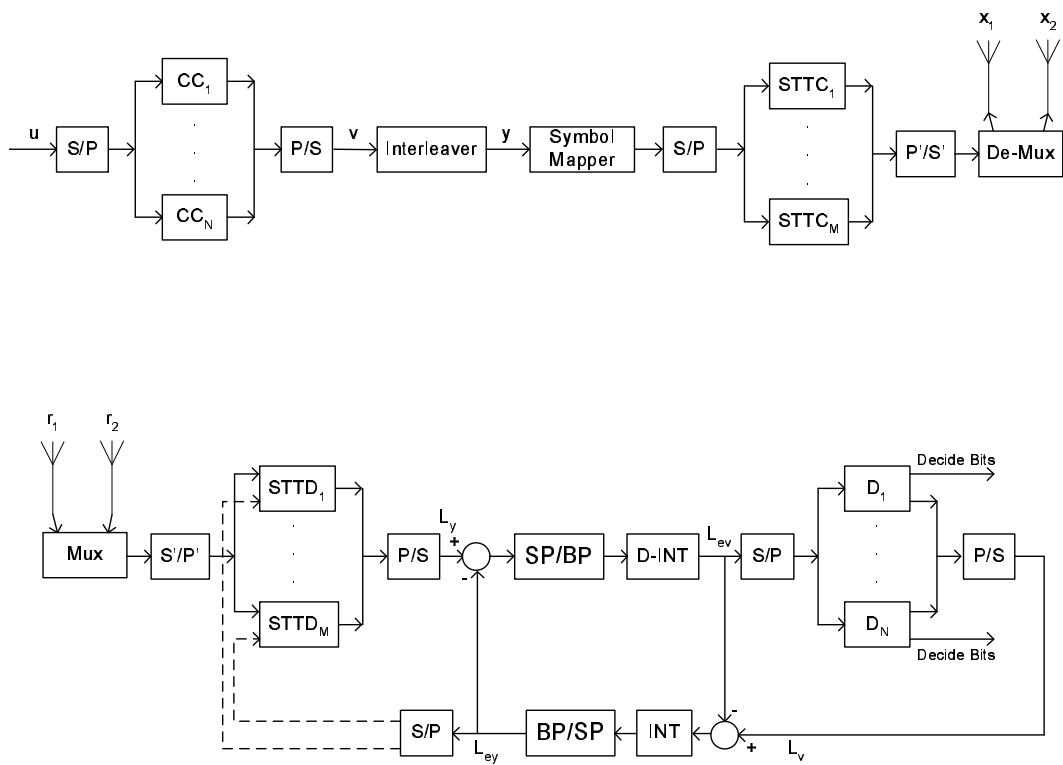 x1 x2
CC1
STTC1
u S/P P/S v Interleaver y Symbol Mapper S/P P'/S' De-Mux
CCN
STTCM
r1 r2
Decide Bits
STTD1 D1
Ly + Lev
Mux S'/P' P/S - SP/BP D-INT S/P P/S
STTDM DN
Decide Bits
S/P Ley BP/SP INT - + Lv